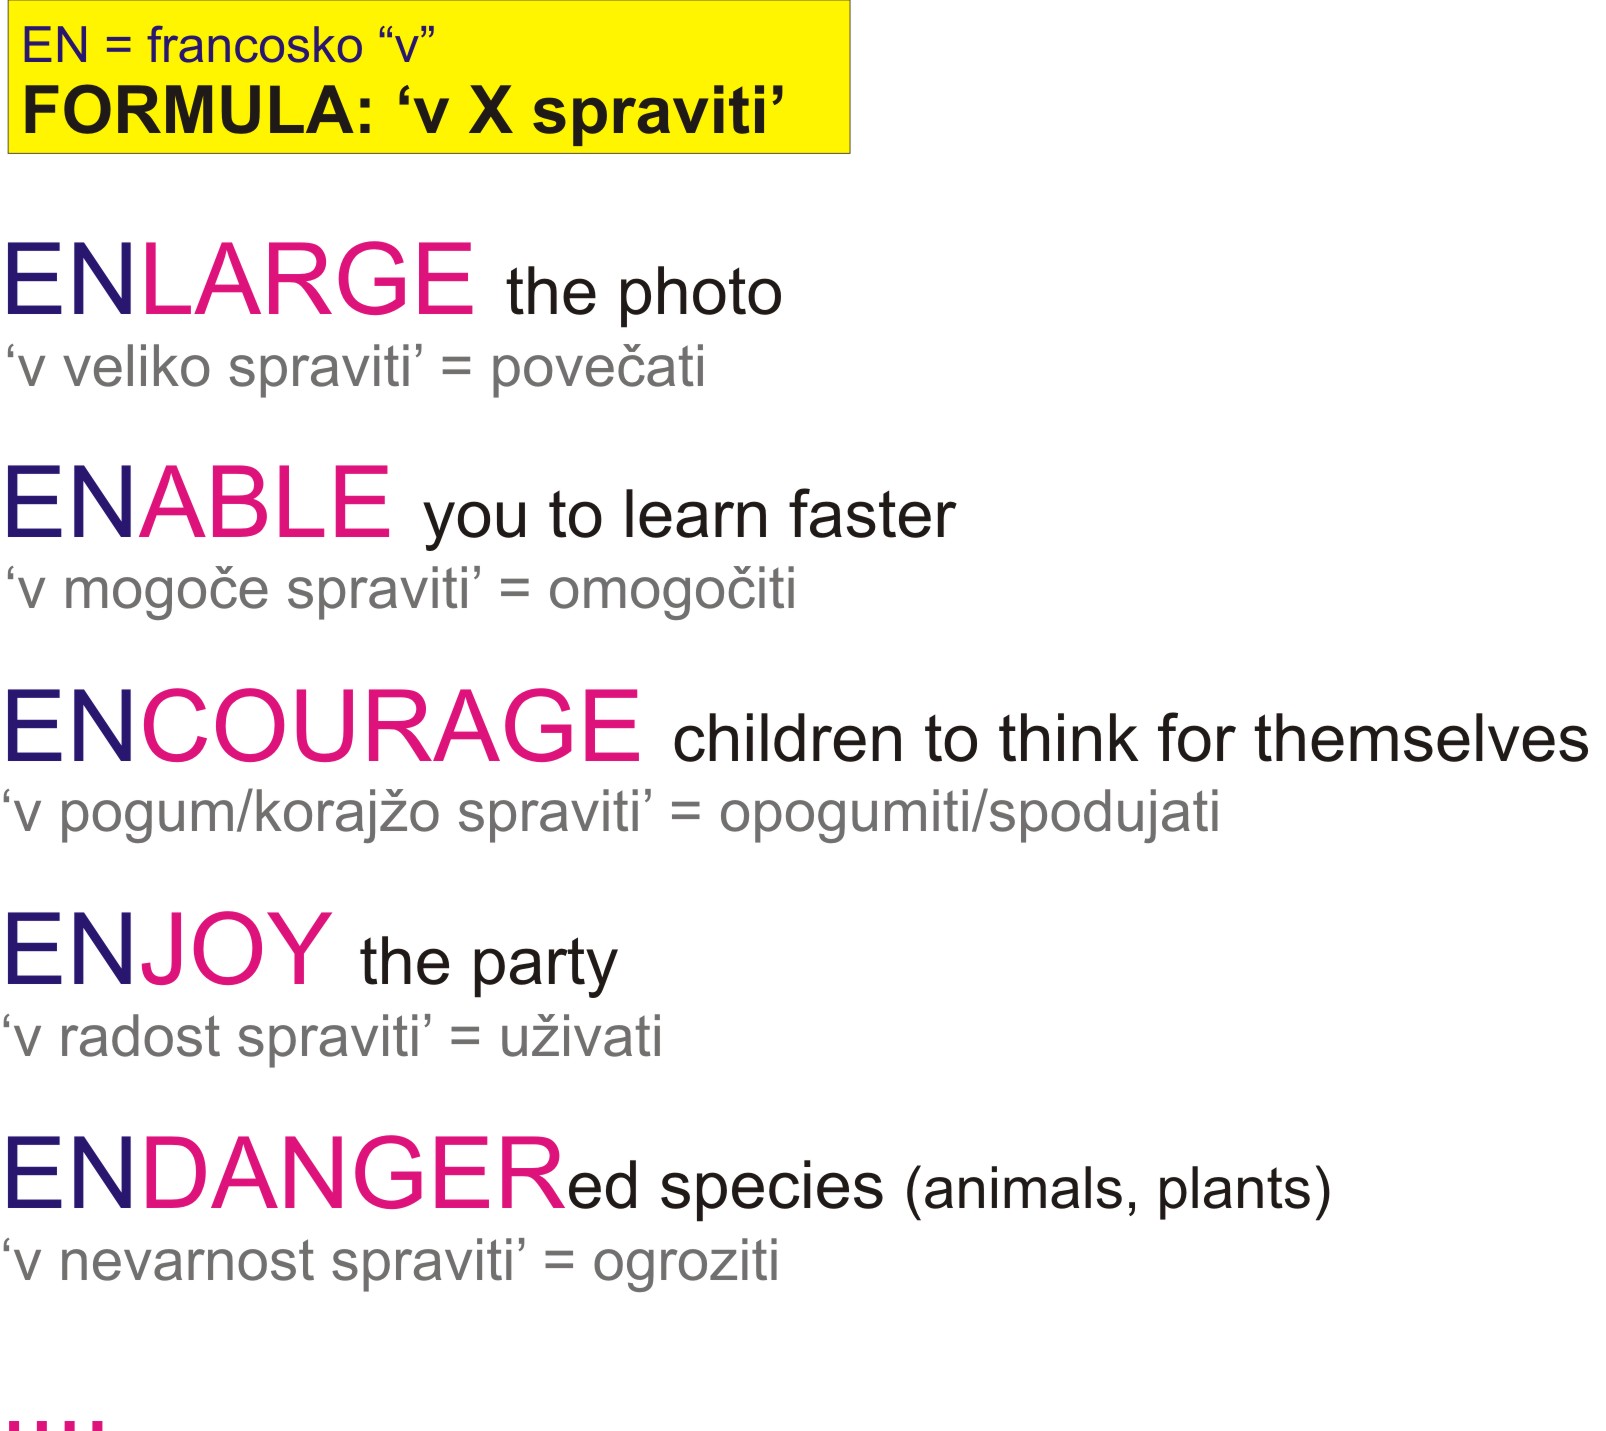 EN = francosko “v”
FORMULA: ‘v X spraviti’
ENLARGE the photo
‘v veliko spraviti’ = povečati
ENABLE you to learn faster
‘v mogoče spraviti’ = omogočiti
ENCOURAGE children to think for themselves
‘v pogum/korajžo spraviti’ = opogumiti/spodujati
ENJOY the party
‘v radost spraviti’ = uživati
ENDANGERed species (animals, plants)
‘v nevarnost spraviti’ = ogroziti
....